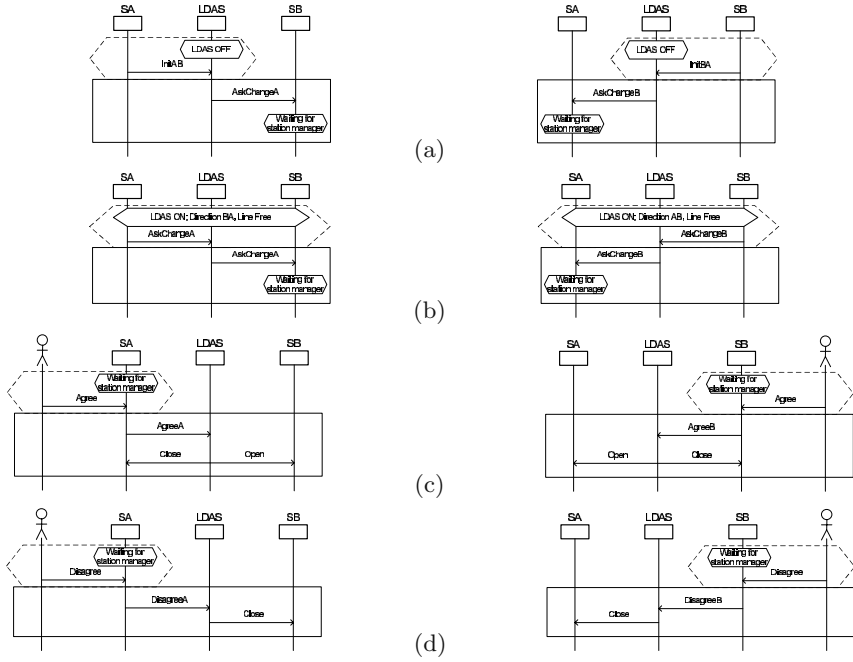 SA LDAS SB
LDAS OFF
InitAB
AskChangeA
Waiting for
station manager
SA LDAS SB
LDAS OFF
InitBA
AskChangeB
Waiting for
station manager
(a)
SA LDAS SB
LDAS ON; Direction BA, Line Free
AskChangeA
AskChangeA
Waiting for
station manager
SA LDAS SB
LDAS ON; Direction AB, Line Free
AskChangeB
AskChangeB
Waiting for
station manager
(b)
SA LDAS SB
Waiting for
station manager
Agree
AgreeA
Close Open
SA LDAS SB
Waiting for
station manager
Agree
AgreeB
Open Close
(c)
SA LDAS SB
Waiting for
station manager
Disagree
DisagreeA
Close
SA LDAS SB
Waiting for
station manager
Disagree
DisagreeB
Close
(d)